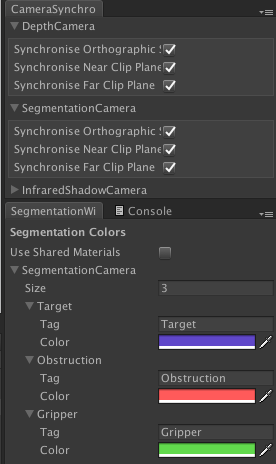 CameraSynchro
DepthCamera
Synchronise Orthographic S
Synchronise Near Clip Plane
Synchronise Far Clip Plane
SegmentationCamera
Synchronise Orthographic S
Synchronise Near Clip Plane
Synchronise Far Clip Plane
InfraredShadowCamera
SegmentationWi Console
Segmentation Colors
Use Shared Materials
SegmentationCamera
Size 3
Target
Tag Target
Color
Obstruction
Tag Obstruction
Color
Gripper
Tag Gripper
Color